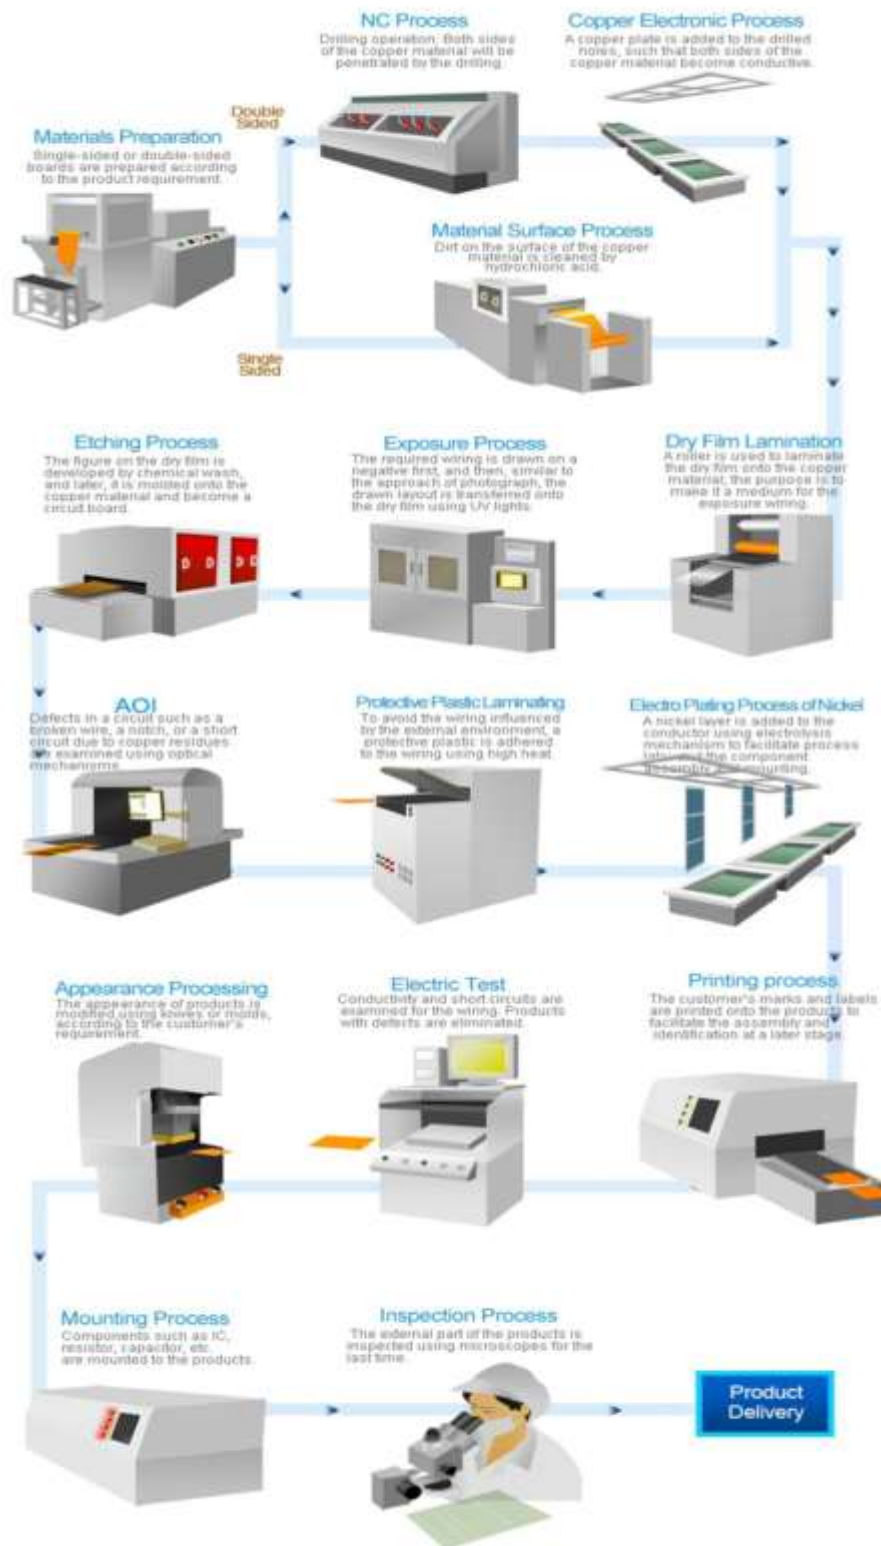 NC Process
Drilling operation. Both sides
of the copper material will be
penetrated by the drilling.
Copper Electronic Process
A copper plate is added to the drilled
holes, such that both sides of the
copper material become conductive.
Double
Sided
Materials Preparation
Single-sided or double-sided
boards are prepared according
to the product requirement.
Material Surface Process
Dirt on the surface of the copper
material is cleaned by
hydrochloric acid.
Single
Sided
Etching Process
The figure on the dry film is
developed by chemical wash,
and later, it is molded onto the
copper material and become a
circuit board.
Exposure Process
The required wiring is drawn on a
negative first, and then, similar to
the approach of photograph, the
drawn layout is transferred onto
the dry film using UV lights.
Dry Film Lamination
A roller is used to laminate
the dry film onto the copper
material, the purpose is to
make it a medium for the
exposure wiring.
AOI
Defects in a circuit such as a
broken wire, a notch, or a short
circuit due to copper residues
are examined using optical
mechanisms.
Protective Plastic Laminating
To avoid the wiring influenced
by the external environment, a
protective plastic is adhered
to the wiring using high heat.
Electro Plating Process of Nickel
A nickel layer is added to the
conductor using electrolysis
mechanism to facilitate process
later and the component
assembly and mounting.
Appearance Processing
The appearance of products is
modified using knives or molds,
according to the customer's
requirement.
Electric Test
Conductivity and short circuits are
examined for the wiring. Products
with defects are eliminated.
Printing process
The customer's marks and labels
are printed onto the products to
facilitate the assembly and
identification at a later stage.
Mounting Process
Components such as IC,
resistor, capacitor, etc.
are mounted to the products.
Inspection Process
The external part of the products is
inspected using microscopes for the
last time.
Product
Delivery